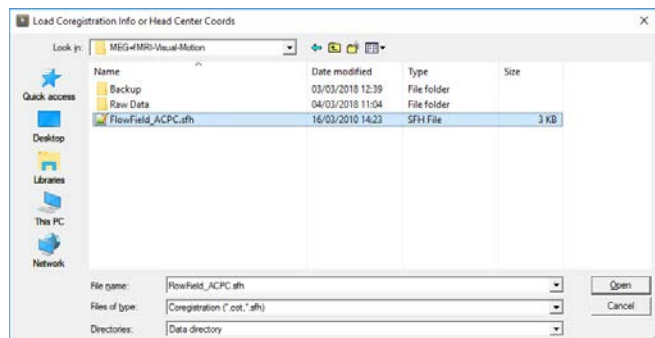 Load Coregistration Info or Head Center Coords
Look in: MEG+fMRI-Visual-Motion
Name Date modified Type Size
Backup 03/03/2018 12:39 File folder
Raw Data 04/03/2018 11:04 File folder
FlowField_ACPC.sfh 16/03/2010 14:23 SFH File 3 KB
Quick access
Desktop
Libraries
This PC
Network
File name: FlowField_ACPC.sfh Open
Files of type: Coregistration (*.eot,*.sfh) Cancel
Directories: Data directory